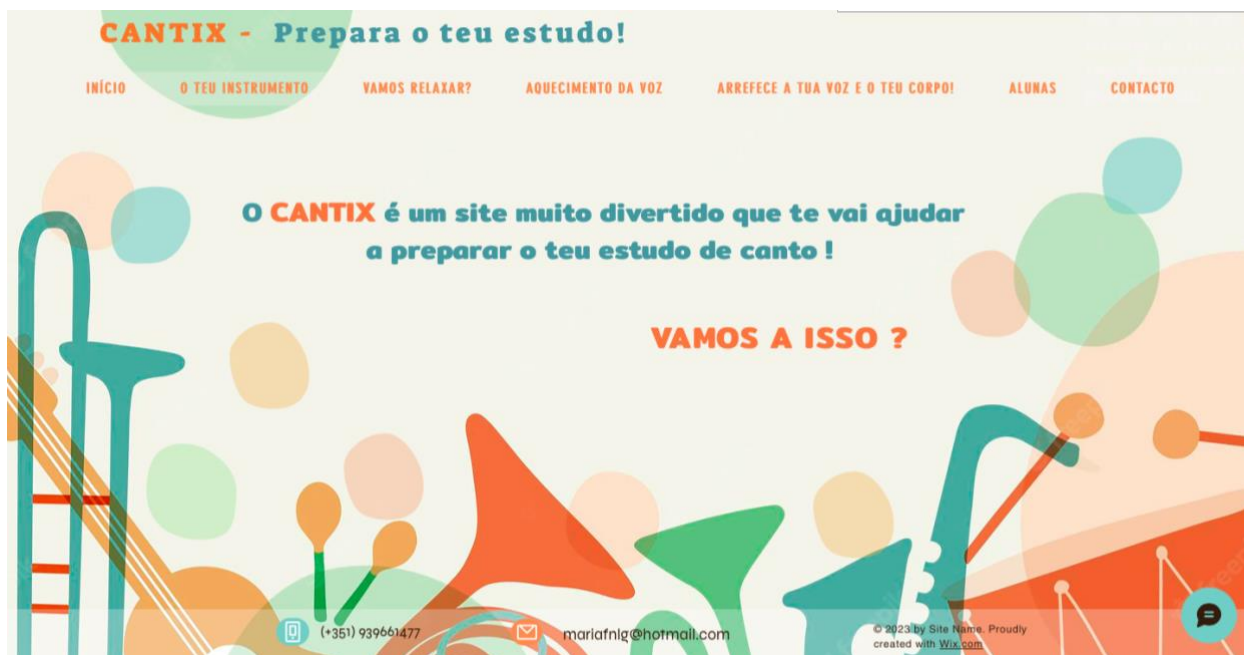 CANTIX - Prepara o teu estudo!
INÍCIO O TEU INSTRUMENTO VAMOS RELAXAR? AQUECIMENTO DA VOZ ARREFECE A TUA VOZ E O TEU CORPO! ALUNAS CONTACTO
O CANTIX é um site muito divertido que te vai ajudar
a preparar o teu estudo de canto !
VAMOS A ISSO ?
(+351) 939661477 mariafnlg@hotmail.com
© 2023 by Site Name. Proudly
created with Wix.com